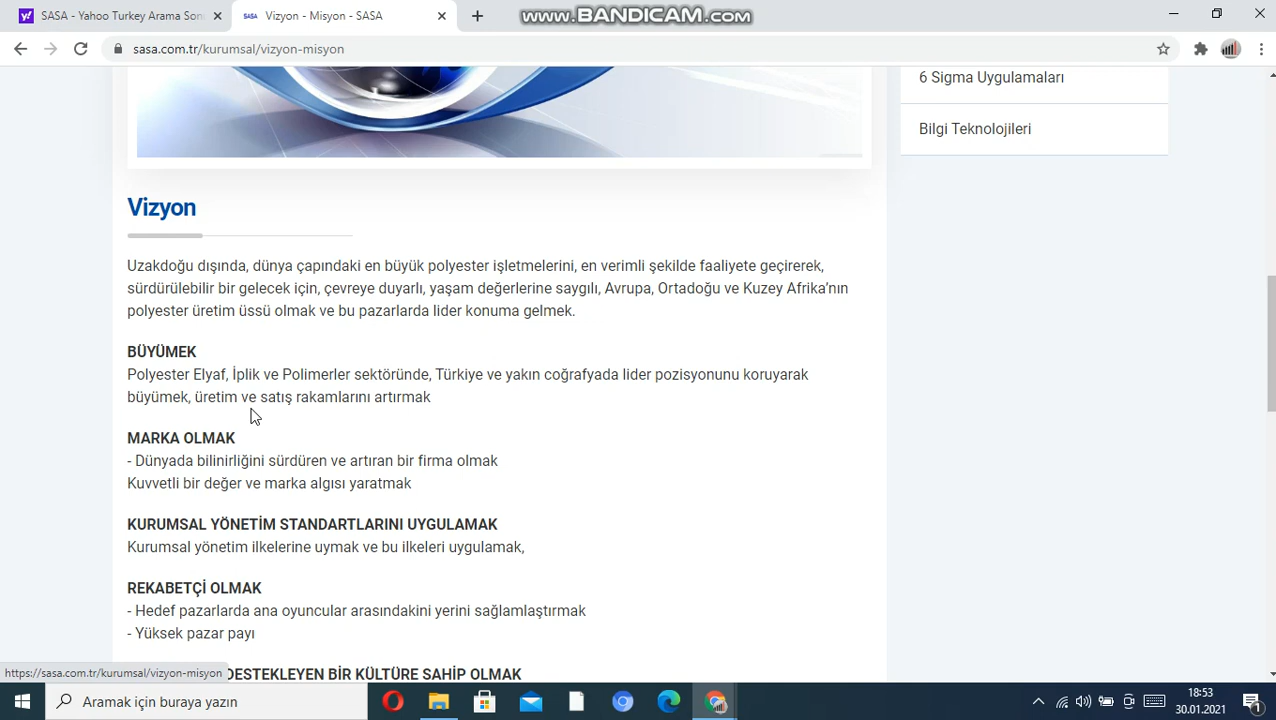 SASA - Yahoo Turkey Arama Son
SASA Vizyon - Misyon - SASA
www.BANDICAM.com
sasa.com.tr/kurumsal/vizyon-misyon
6 Sigma Uygulamaları
Bilgi Teknolojileri
Vizyon
Uzakdoğu dışında, dünya çapındaki en büyük polyester işletmelerini, en verimli şekilde faaliyete geçirerek,
sürdürülebilir bir gelecek için, çevreye duyarlı, yaşam değerlerine saygılı, Avrupa, Ortadoğu ve Kuzey Afrika’nın
polyester üretim üssü olmak ve bu pazarlarda lider konuma gelmek.
BÜYÜMEK
Polyester Elyaf, İplik ve Polimerler sektöründe, Türkiye ve yakın coğrafyada lider pozisyonunu koruyarak
büyümek, üretim ve satış rakamlarını artırmak
MARKA OLMAK
- Dünyada bilinirliğini sürdüren ve artıran bir firma olmak
Kuvvetli bir değer ve marka algısı yaratmak
KURUMSAL YÖNETİM STANDARTLARINI UYGULAMAK
Kurumsal yönetim ilkelerine uymak ve bu ilkeleri uygulamak,
REKABETÇİ OLMAK
- Hedef pazarlarda ana oyuncular arasındakini yerini sağlamlaştırmak
- Yüksek pazar payı
DESTEKLEYEN BİR KÜLTÜRE SAHİP OLMAK
https://sasa.com.tr/kurumsal/vizyon-misyon
Aramak için buraya yazın
18:53
30.01.2021
1